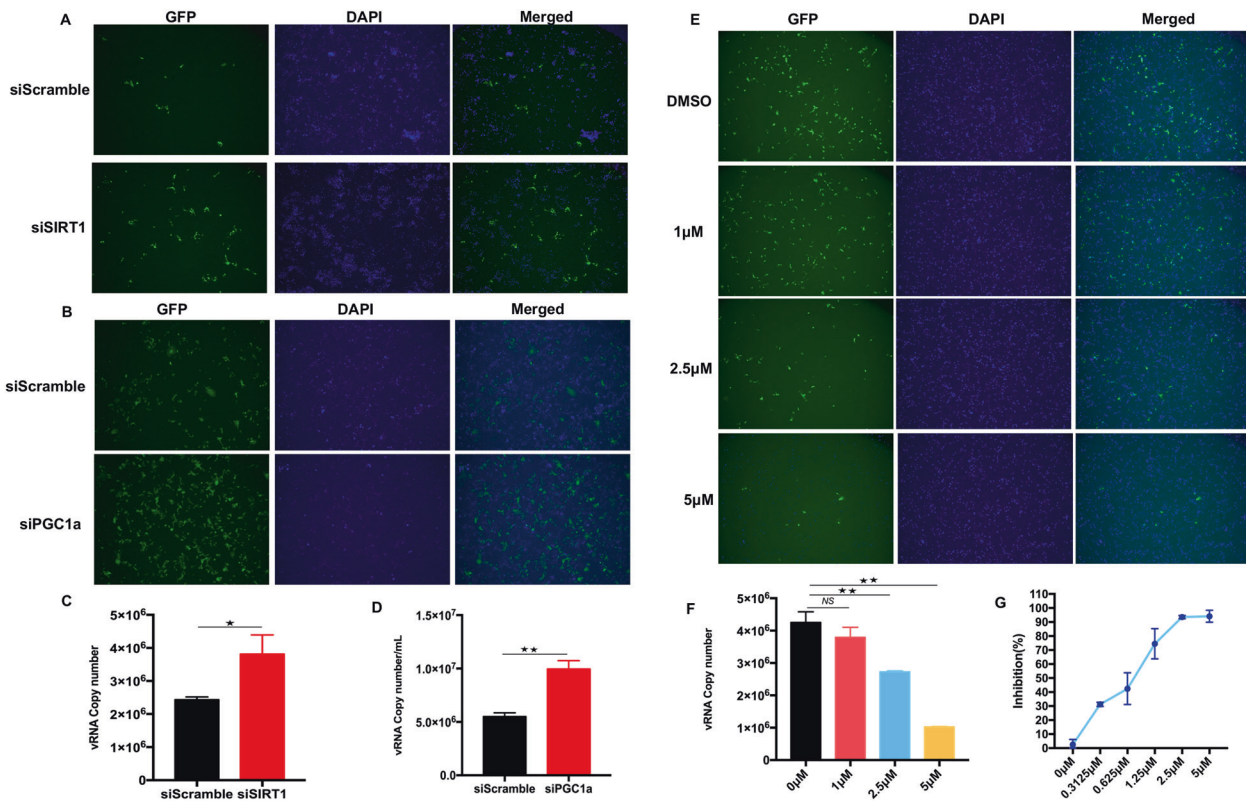 A
GFP DAPI Merged
siScramble
siSIRT1
B
GFP DAPI Merged
siScramble
siPGC1a
C
vRNA Copy number
5×10⁶
4×10⁶
3×10⁶
2×10⁶
1×10⁶
0
★
siScramble siSIRT1
D
vRNA Copy number/mL
1.5×10⁷
1.0×10⁷
5.0×10⁶
0
★★
siScramble siPGC1a
E
GFP DAPI Merged
DMSO
1µM
2.5µM
5µM
F
vRNA Copy number
5×10⁶
4×10⁶
3×10⁶
2×10⁶
1×10⁶
0
★★
★★
NS
0µM 1µM 2.5µM 5µM
G
Inhibition(%)
110
100
90
80
70
60
50
40
30
20
10
0
0µM 0.3125µM 0.625µM 1.25µM 2.5µM 5µM